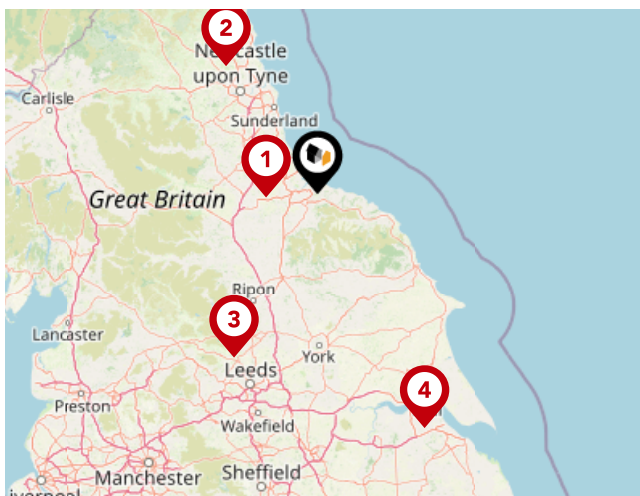 2
Newcastle
upon Tyne
Carlisle
Sunderland
1
Great Britain
Ripon
3
Lancaster
York
Leeds
4
Preston
Wakefield
Manchester
Sheffield